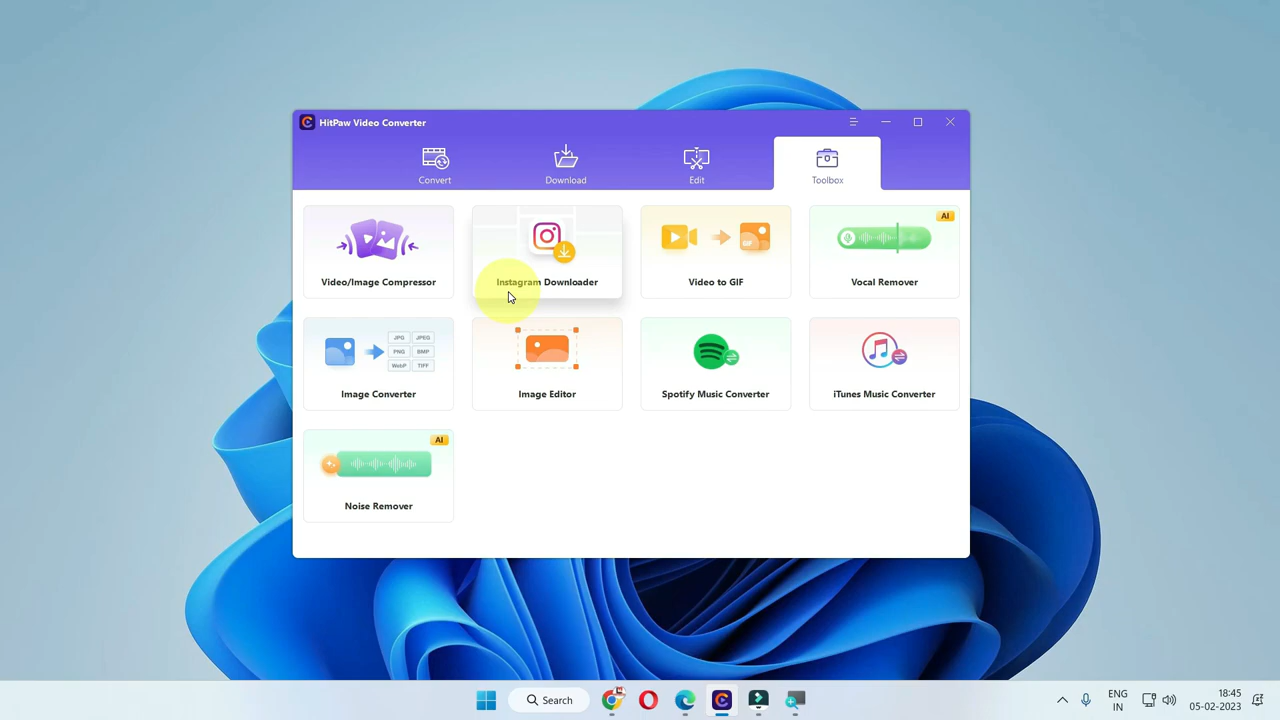 HitPaw Video Converter
Convert
Download
Edit
Toolbox
Video/Image Compressor
Instagram Downloader
GIF
Video to GIF
AI
Vocal Remover
JPG JPEG
PNG BMP
WebP TIFF
Image Converter
Image Editor
Spotify Music Converter
iTunes Music Converter
AI
Noise Remover
Search
ENG
IN
18:45
05-02-2023